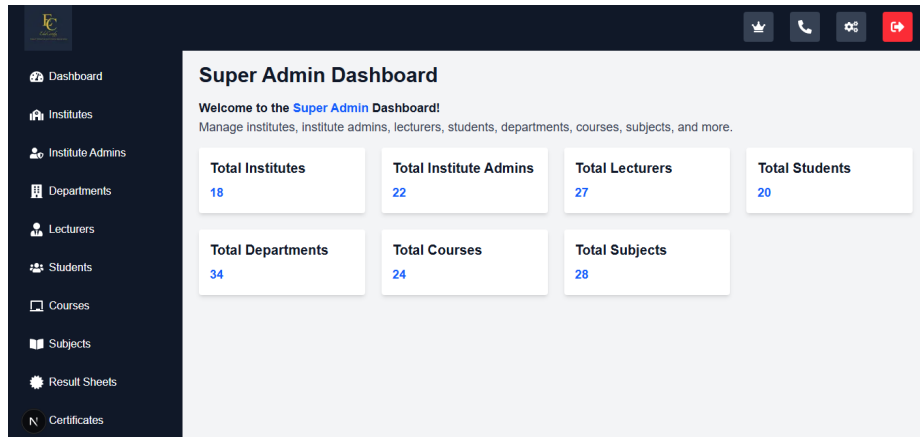 EC
Dashboard
Institutes
Institute Admins
Departments
Lecturers
Students
Courses
Subjects
Result Sheets
N
Certificates
Super Admin Dashboard
Welcome to the Super Admin Dashboard!
Manage institutes, institute admins, lecturers, students, departments, courses, subjects, and more.
Total Institutes
18
Total Institute Admins
22
Total Lecturers
27
Total Students
20
Total Departments
34
Total Courses
24
Total Subjects
28